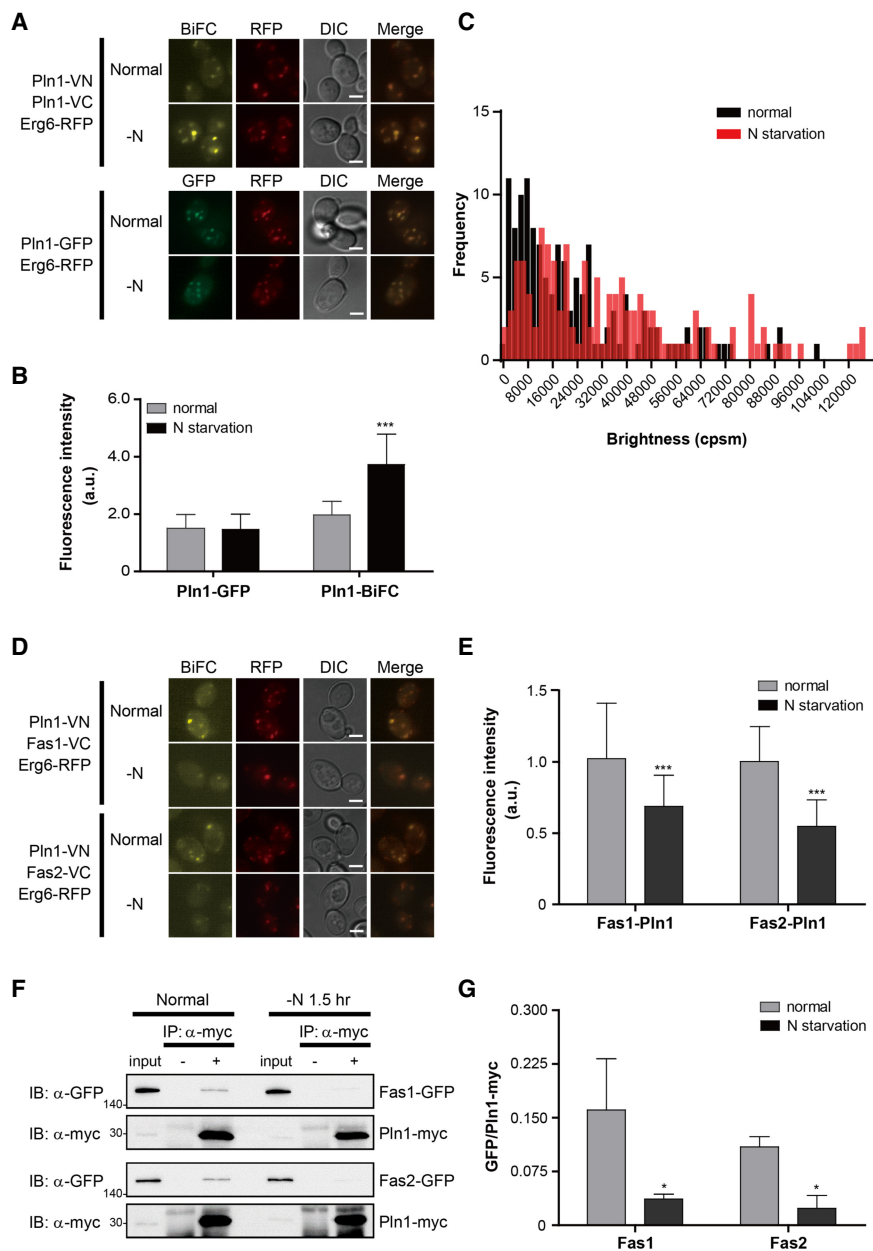 A
BiFC RFP DIC Merge
Pln1-VN
Pln1-VC
Erg6-RFP
Normal
-N
GFP RFP DIC Merge
Pln1-GFP
Erg6-RFP
Normal
-N
B
Fluorescence intensity
(a.u.)
6.0
4.0
2.0
0
normal
N starvation
***
Pln1-GFP Pln1-BiFC
C
Frequency
15
10
5
0
normal
N starvation
0 8000 16000 24000 32000 40000 48000 56000 64000 72000 80000 88000 96000 104000 120000
Brightness (cpsm)
D
BiFC RFP DIC Merge
Pln1-VN
Fas1-VC
Erg6-RFP
Normal
-N
Pln1-VN
Fas2-VC
Erg6-RFP
Normal
-N
E
Fluorescence intensity
(a.u.)
1.5
1.0
0.5
0
normal
N starvation
*** ***
Fas1-Pln1 Fas2-Pln1
F
Normal -N 1.5 hr
IP: α-myc IP: α-myc
input - + input - +
IB: α-GFP 140 Fas1-GFP
IB: α-myc 30 Pln1-myc
IB: α-GFP 140 Fas2-GFP
IB: α-myc 30 Pln1-myc
G
GFP/Pln1-myc
0.300
0.225
0.150
0.075
0
normal
N starvation
* *
Fas1 Fas2